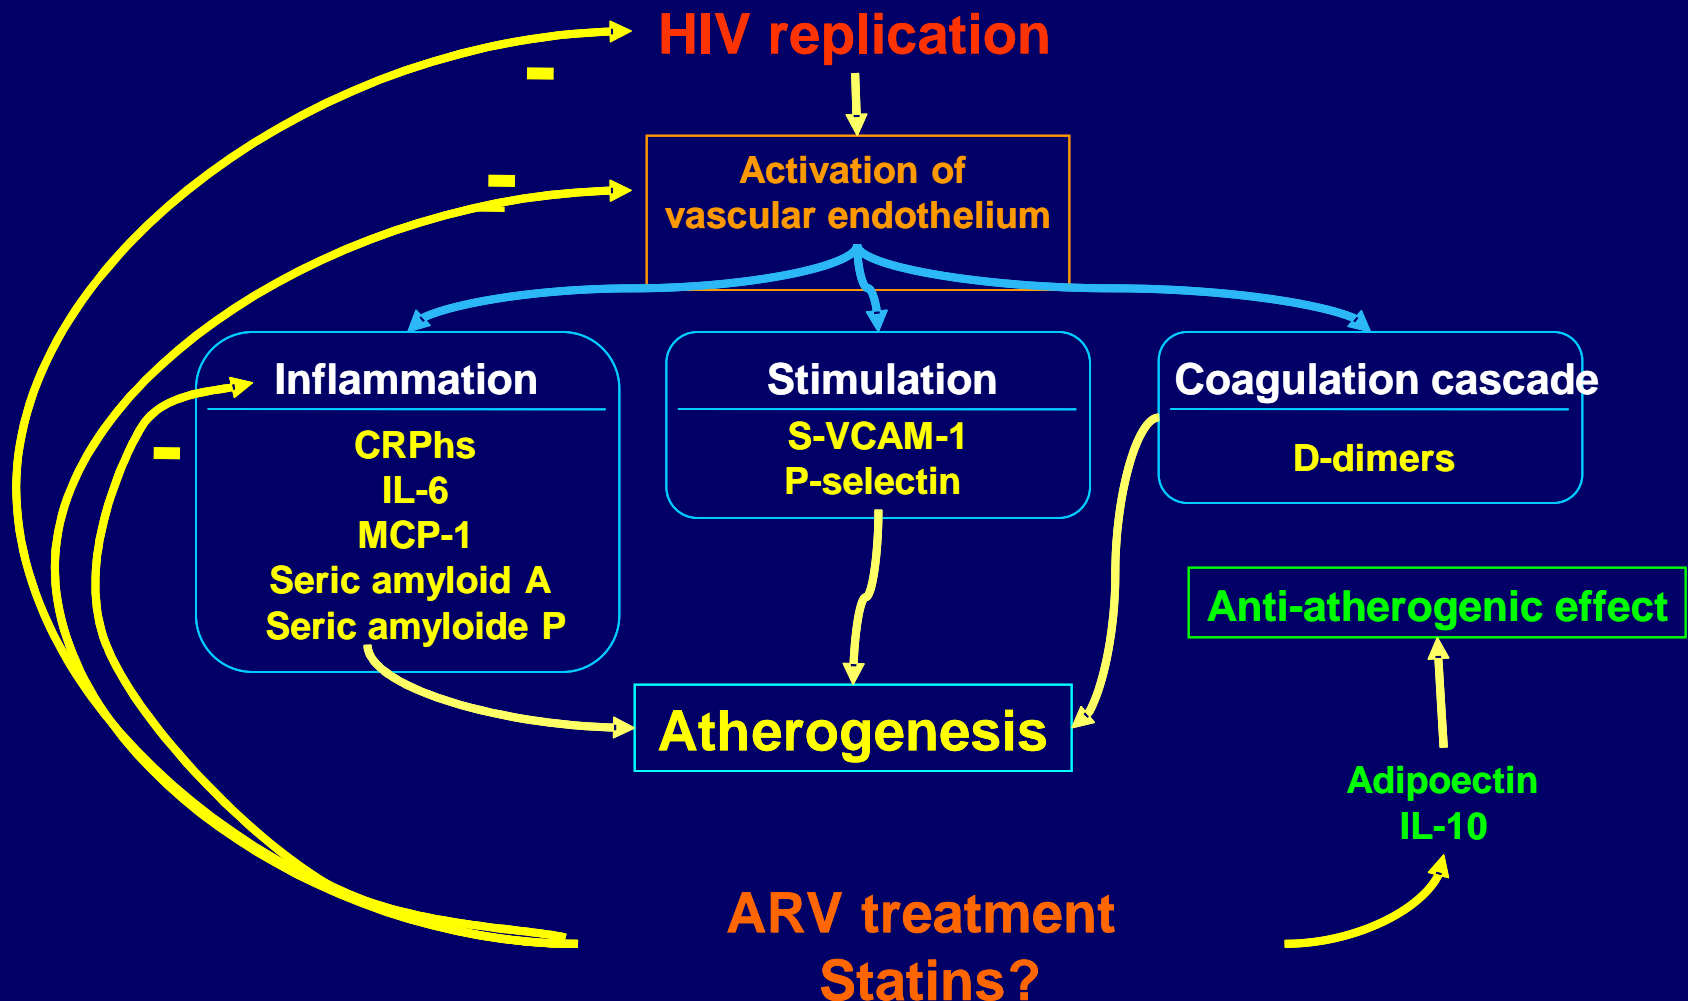 HIV replication
-
Activation of
vascular endothelium
-
Inflammation
CRPhs
IL-6
MCP-1
Seric amyloid A
Seric amyloide P
-
Stimulation
S-VCAM-1
P-selectin
Coagulation cascade
D-dimers
Anti-atherogenic effect
Atherogenesis
Adipoectin
IL-10
ARV treatment
Statins?